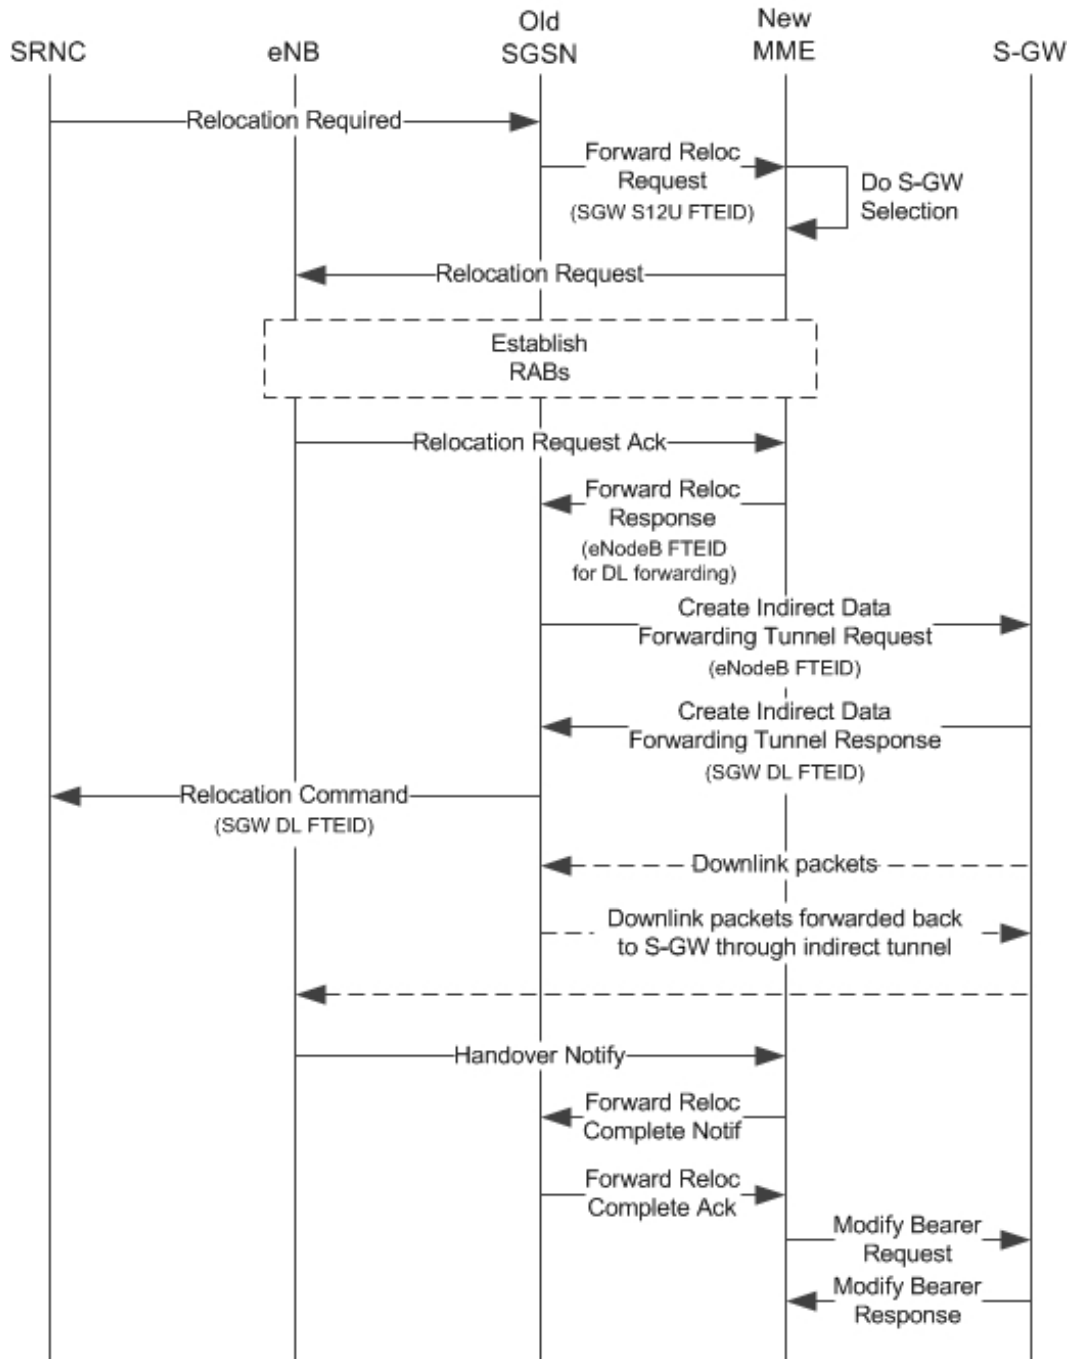 SRNC
eNB
Old
SGSN
New
MME
S-GW
Relocation Required
Forward Reloc
Request
(SGW S12U FTEID)
Do S-GW
Selection
Relocation Request
Establish
RABs
Relocation Request Ack
Forward Reloc
Response
(eNodeB FTEID
for DL forwarding)
Create Indirect Data
Forwarding Tunnel Request
(eNodeB FTEID)
Create Indirect Data
Forwarding Tunnel Response
(SGW DL FTEID)
Relocation Command
(SGW DL FTEID)
Downlink packets
Downlink packets forwarded back
to S-GW through indirect tunnel
Handover Notify
Forward Reloc
Complete Notif
Forward Reloc
Complete Ack
Modify Bearer
Request
Modify Bearer
Response